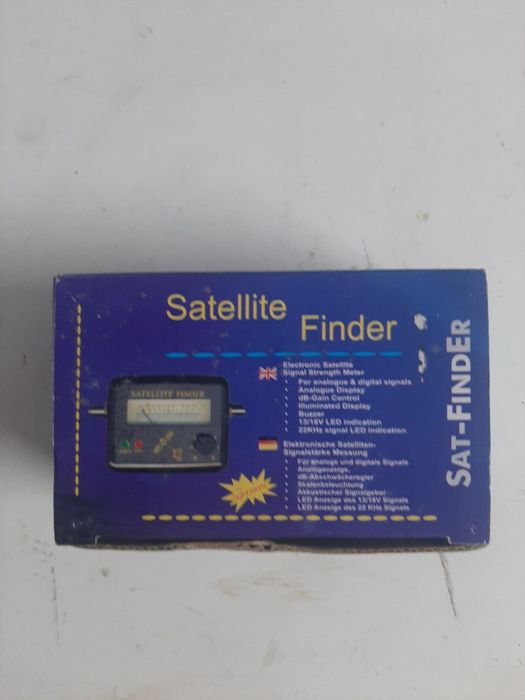 Satellite
Finder
Electronic Satellite
Signal Strength Meter
• For analogue & digital signals
• Analogue Display
• dB-Gain Control
• Illuminated Display
• Buzzer
• 13/18V LED indication
• 22KHz signal LED indication
Elektronische Satelliten-
Signalstärke Messung
• Für analoge und digitale Signale
• Analoganzeige,
• dB-Abschwächeregler
• Skalenbeleuchtung
• Akkustischer Signalgeber
• LED Anzeige des 13/18V Signals
• LED Anzeige des 22 KHz Signals
SATELLITE FINDER
SAT-FINDER